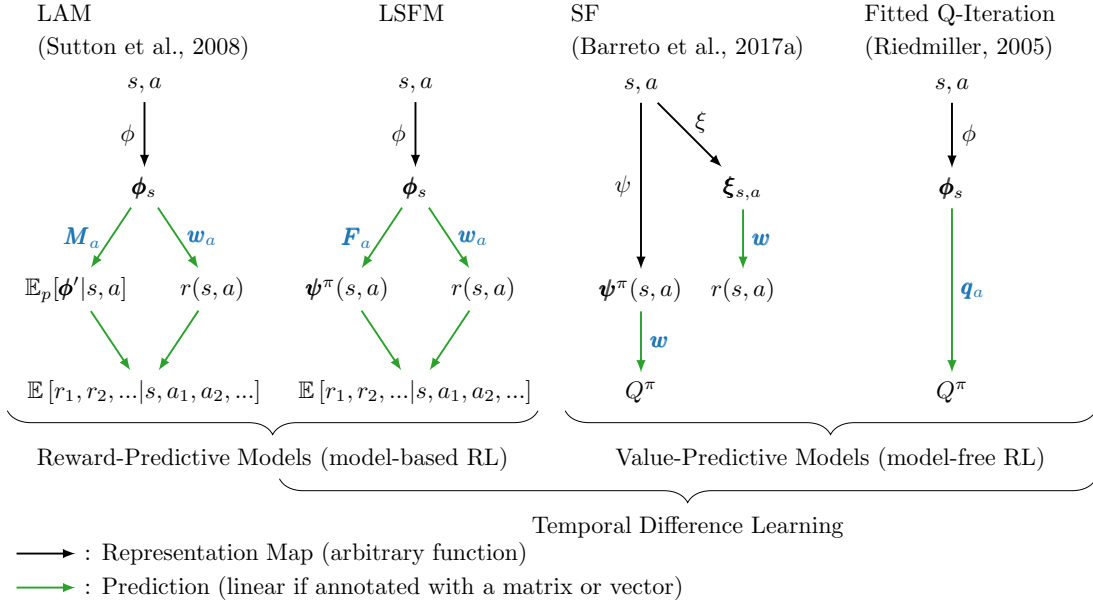 LAM LSFM SF Fitted Q-Iteration
(Sutton et al., 2008) (Barreto et al., 2017a) (Riedmiller, 2005)
s, a s, a s, a s, a
ϕ ϕ ξ ϕ
ϕ_s ϕ_s ψ ξ_{s,a} ϕ_s
M_a w_a F_a w_a w
𝔼_p[ϕ′|s, a] r(s, a) ψ^π(s, a) r(s, a) ψ^π(s, a) r(s, a) q_a
w
𝔼 [r_1, r_2, ...|s, a_1, a_2, ...] 𝔼 [r_1, r_2, ...|s, a_1, a_2, ...] Q^π Q^π
Reward-Predictive Models (model-based RL) Value-Predictive Models (model-free RL)
Temporal Difference Learning
: Representation Map (arbitrary function)
: Prediction (linear if annotated with a matrix or vector)